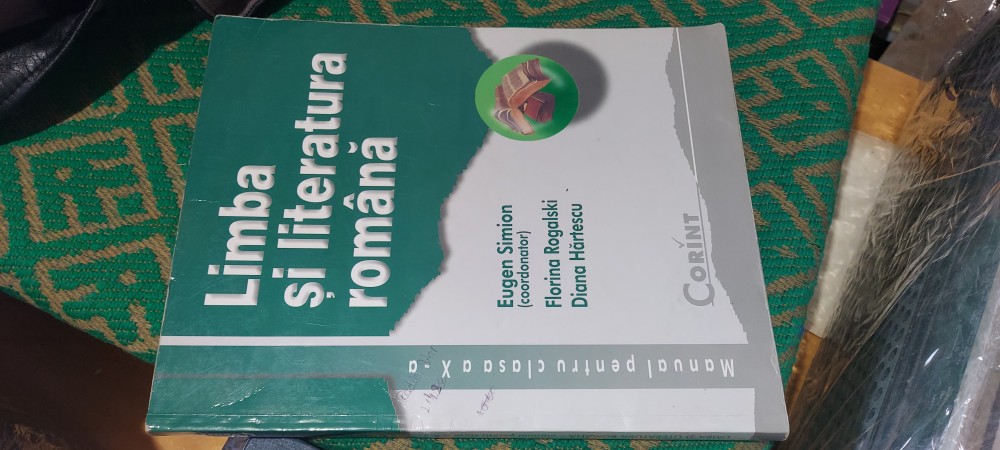 Limba
și literatura
română
Eugen Simion
(coordonator)
Florina Rogalski
Diana Hărtescu
CORINT
Manual pentru clasa a X-a